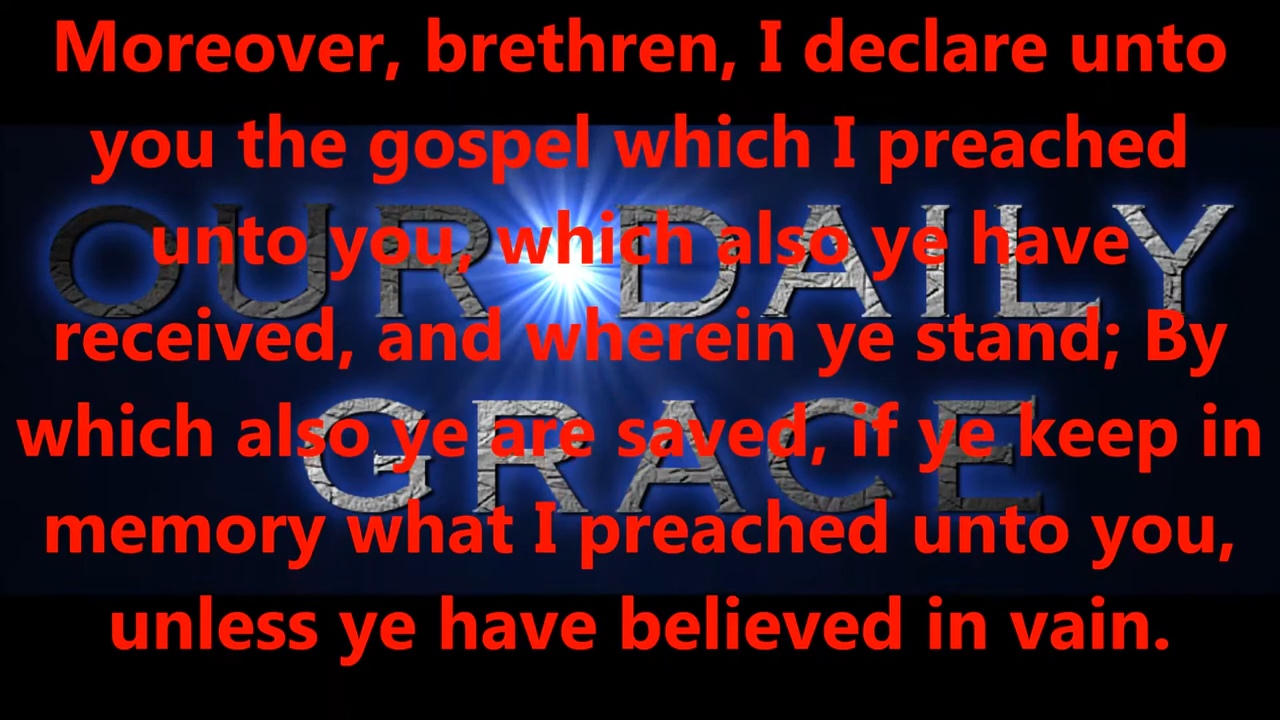 Moreover, brethren, I declare unto
you the gospel which I preached
unto you, which also ye have
received, and wherein ye stand; By
which also ye are saved, if ye keep in
memory what I preached unto you,
unless ye have believed in vain.
OUR DAILY
GRACE